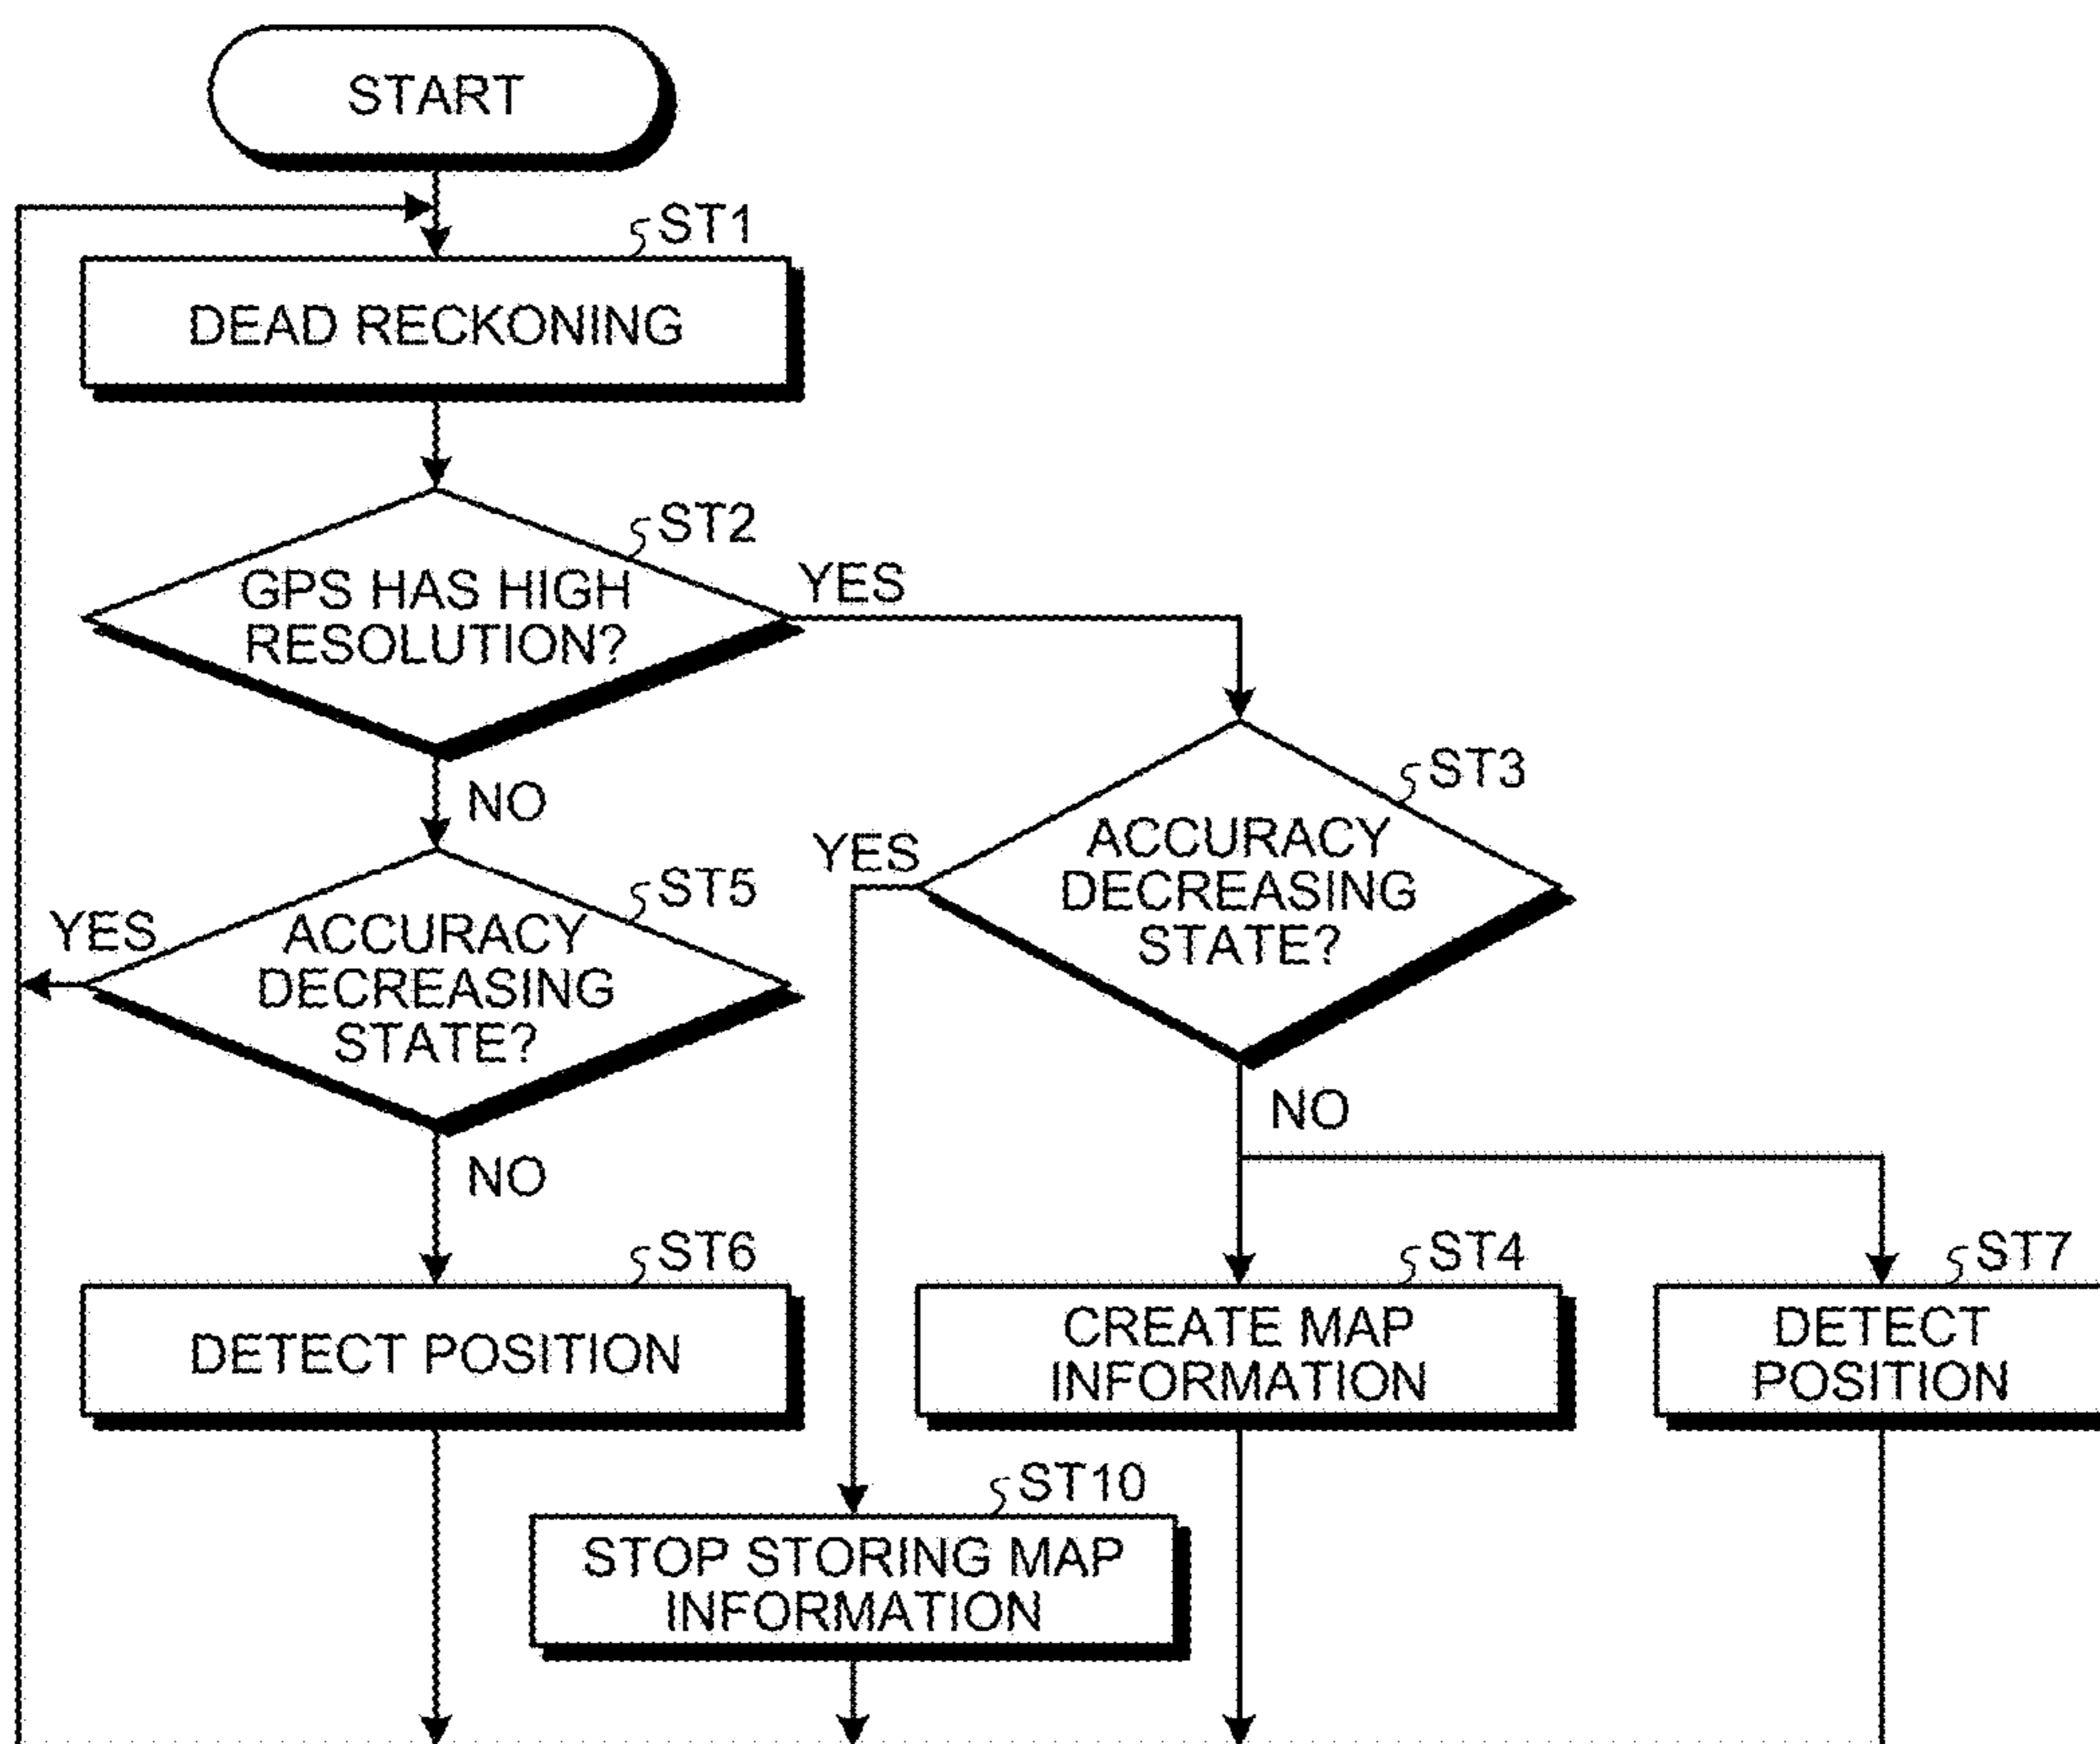 START
ST1
DEAD RECKONING
ST2
GPS HAS HIGH
RESOLUTION?
YES
NO
ST3
ACCURACY
DECREASING
STATE?
YES
NO
ST5
ACCURACY
DECREASING
STATE?
YES
NO
ST6
DETECT POSITION
ST4
CREATE MAP
INFORMATION
ST7
DETECT
POSITION
ST10
STOP STORING MAP
INFORMATION